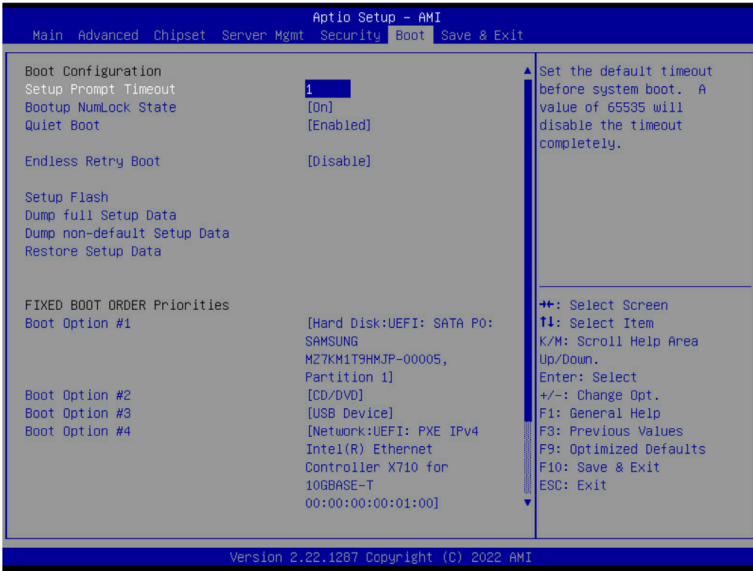 Aptio Setup – AMI
Main Advanced Chipset Server Mgmt Security Boot Save & Exit
Boot Configuration
Setup Prompt Timeout 1
Bootup NumLock State [On]
Quiet Boot [Enabled]
Endless Retry Boot [Disable]
Setup Flash
Dump full Setup Data
Dump non-default Setup Data
Restore Setup Data
FIXED BOOT ORDER Priorities
Boot Option #1 [Hard Disk:UEFI: SATA P0:
SAMSUNG
MZ7KM1T9HMJP-00005,
Partition 1]
Boot Option #2 [CD/DVD]
Boot Option #3 [USB Device]
Boot Option #4 [Network:UEFI: PXE IPv4
Intel(R) Ethernet
Controller X710 for
10GBASE-T
00:00:00:00:01:00]
Set the default timeout
before system boot. A
value of 65535 will
disable the timeout
completely.
→←: Select Screen
↑↓: Select Item
K/M: Scroll Help Area
Up/Down.
Enter: Select
+/-: Change Opt.
F1: General Help
F3: Previous Values
F9: Optimized Defaults
F10: Save & Exit
ESC: Exit
Version 2.22.1287 Copyright (C) 2022 AMI